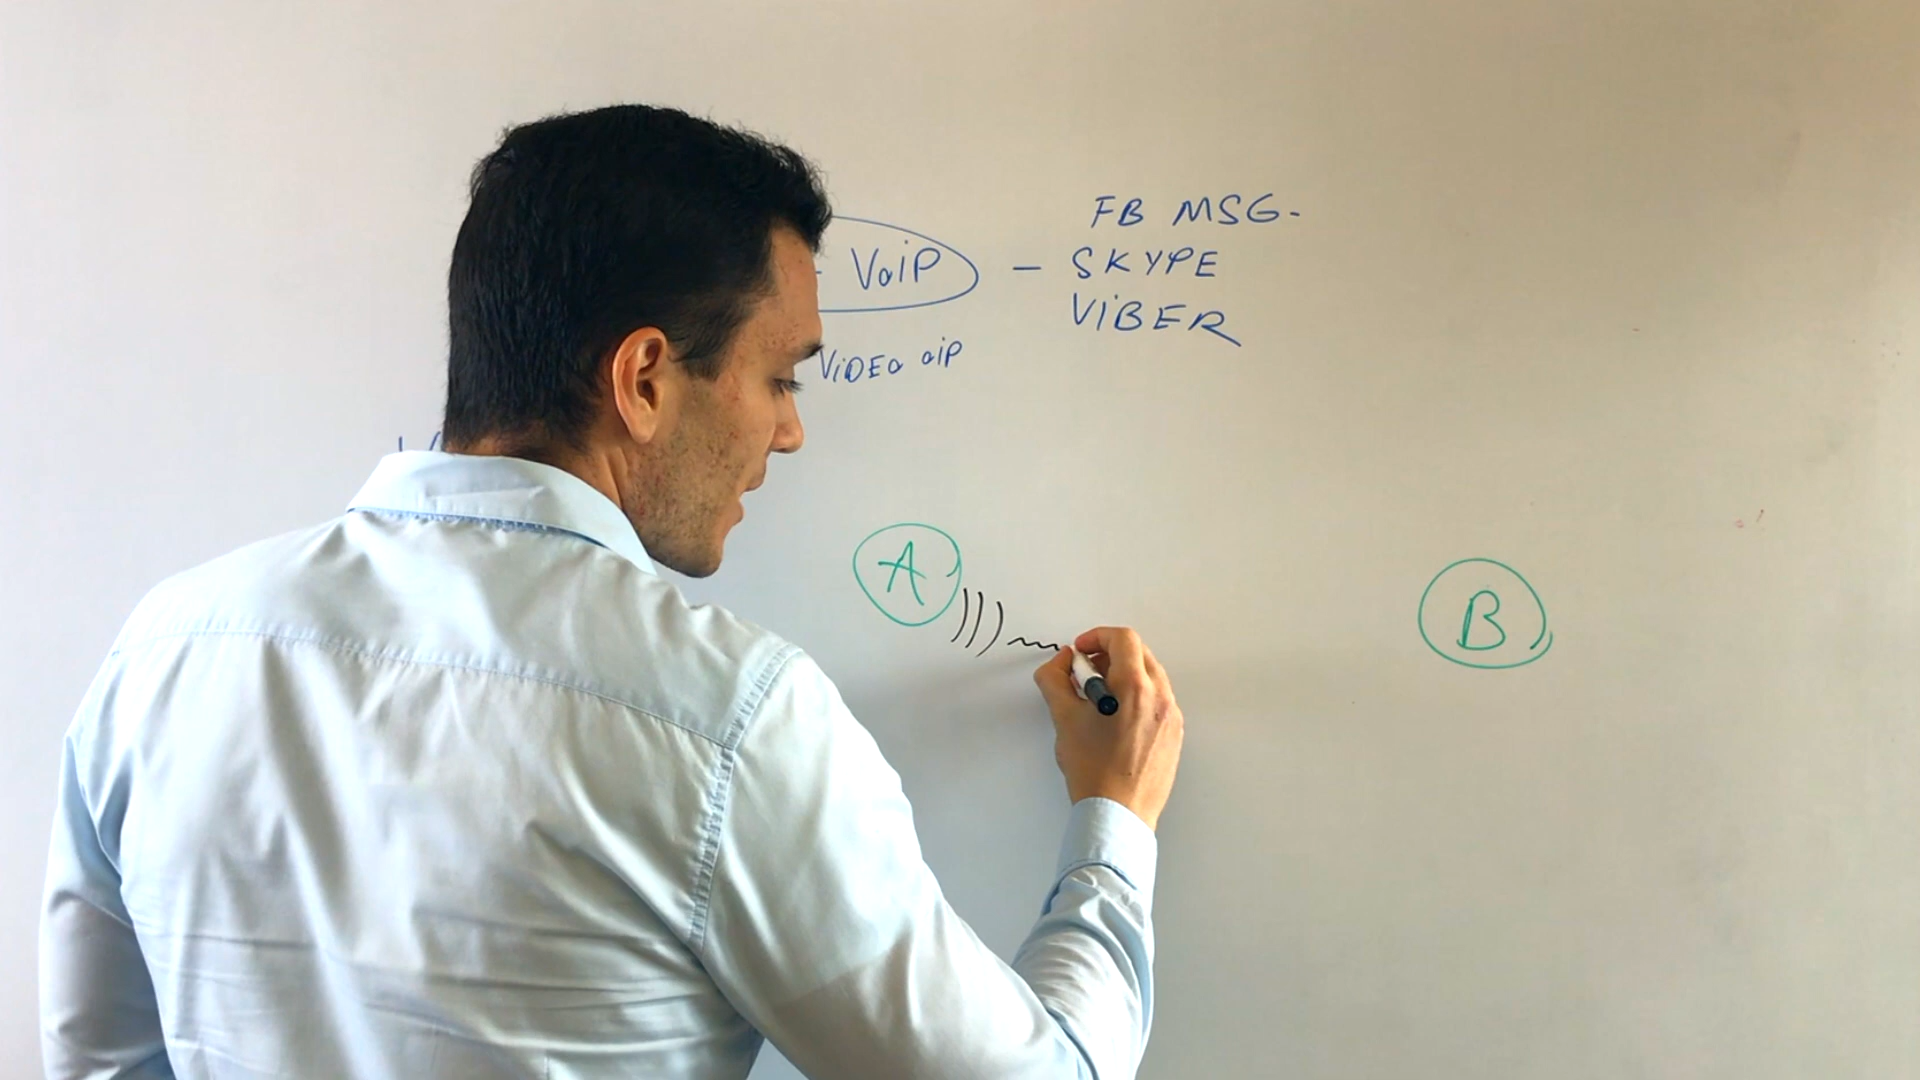 FB MSG.
VoIP - SKYPE
VIBER
VIDEO oIP
A
B